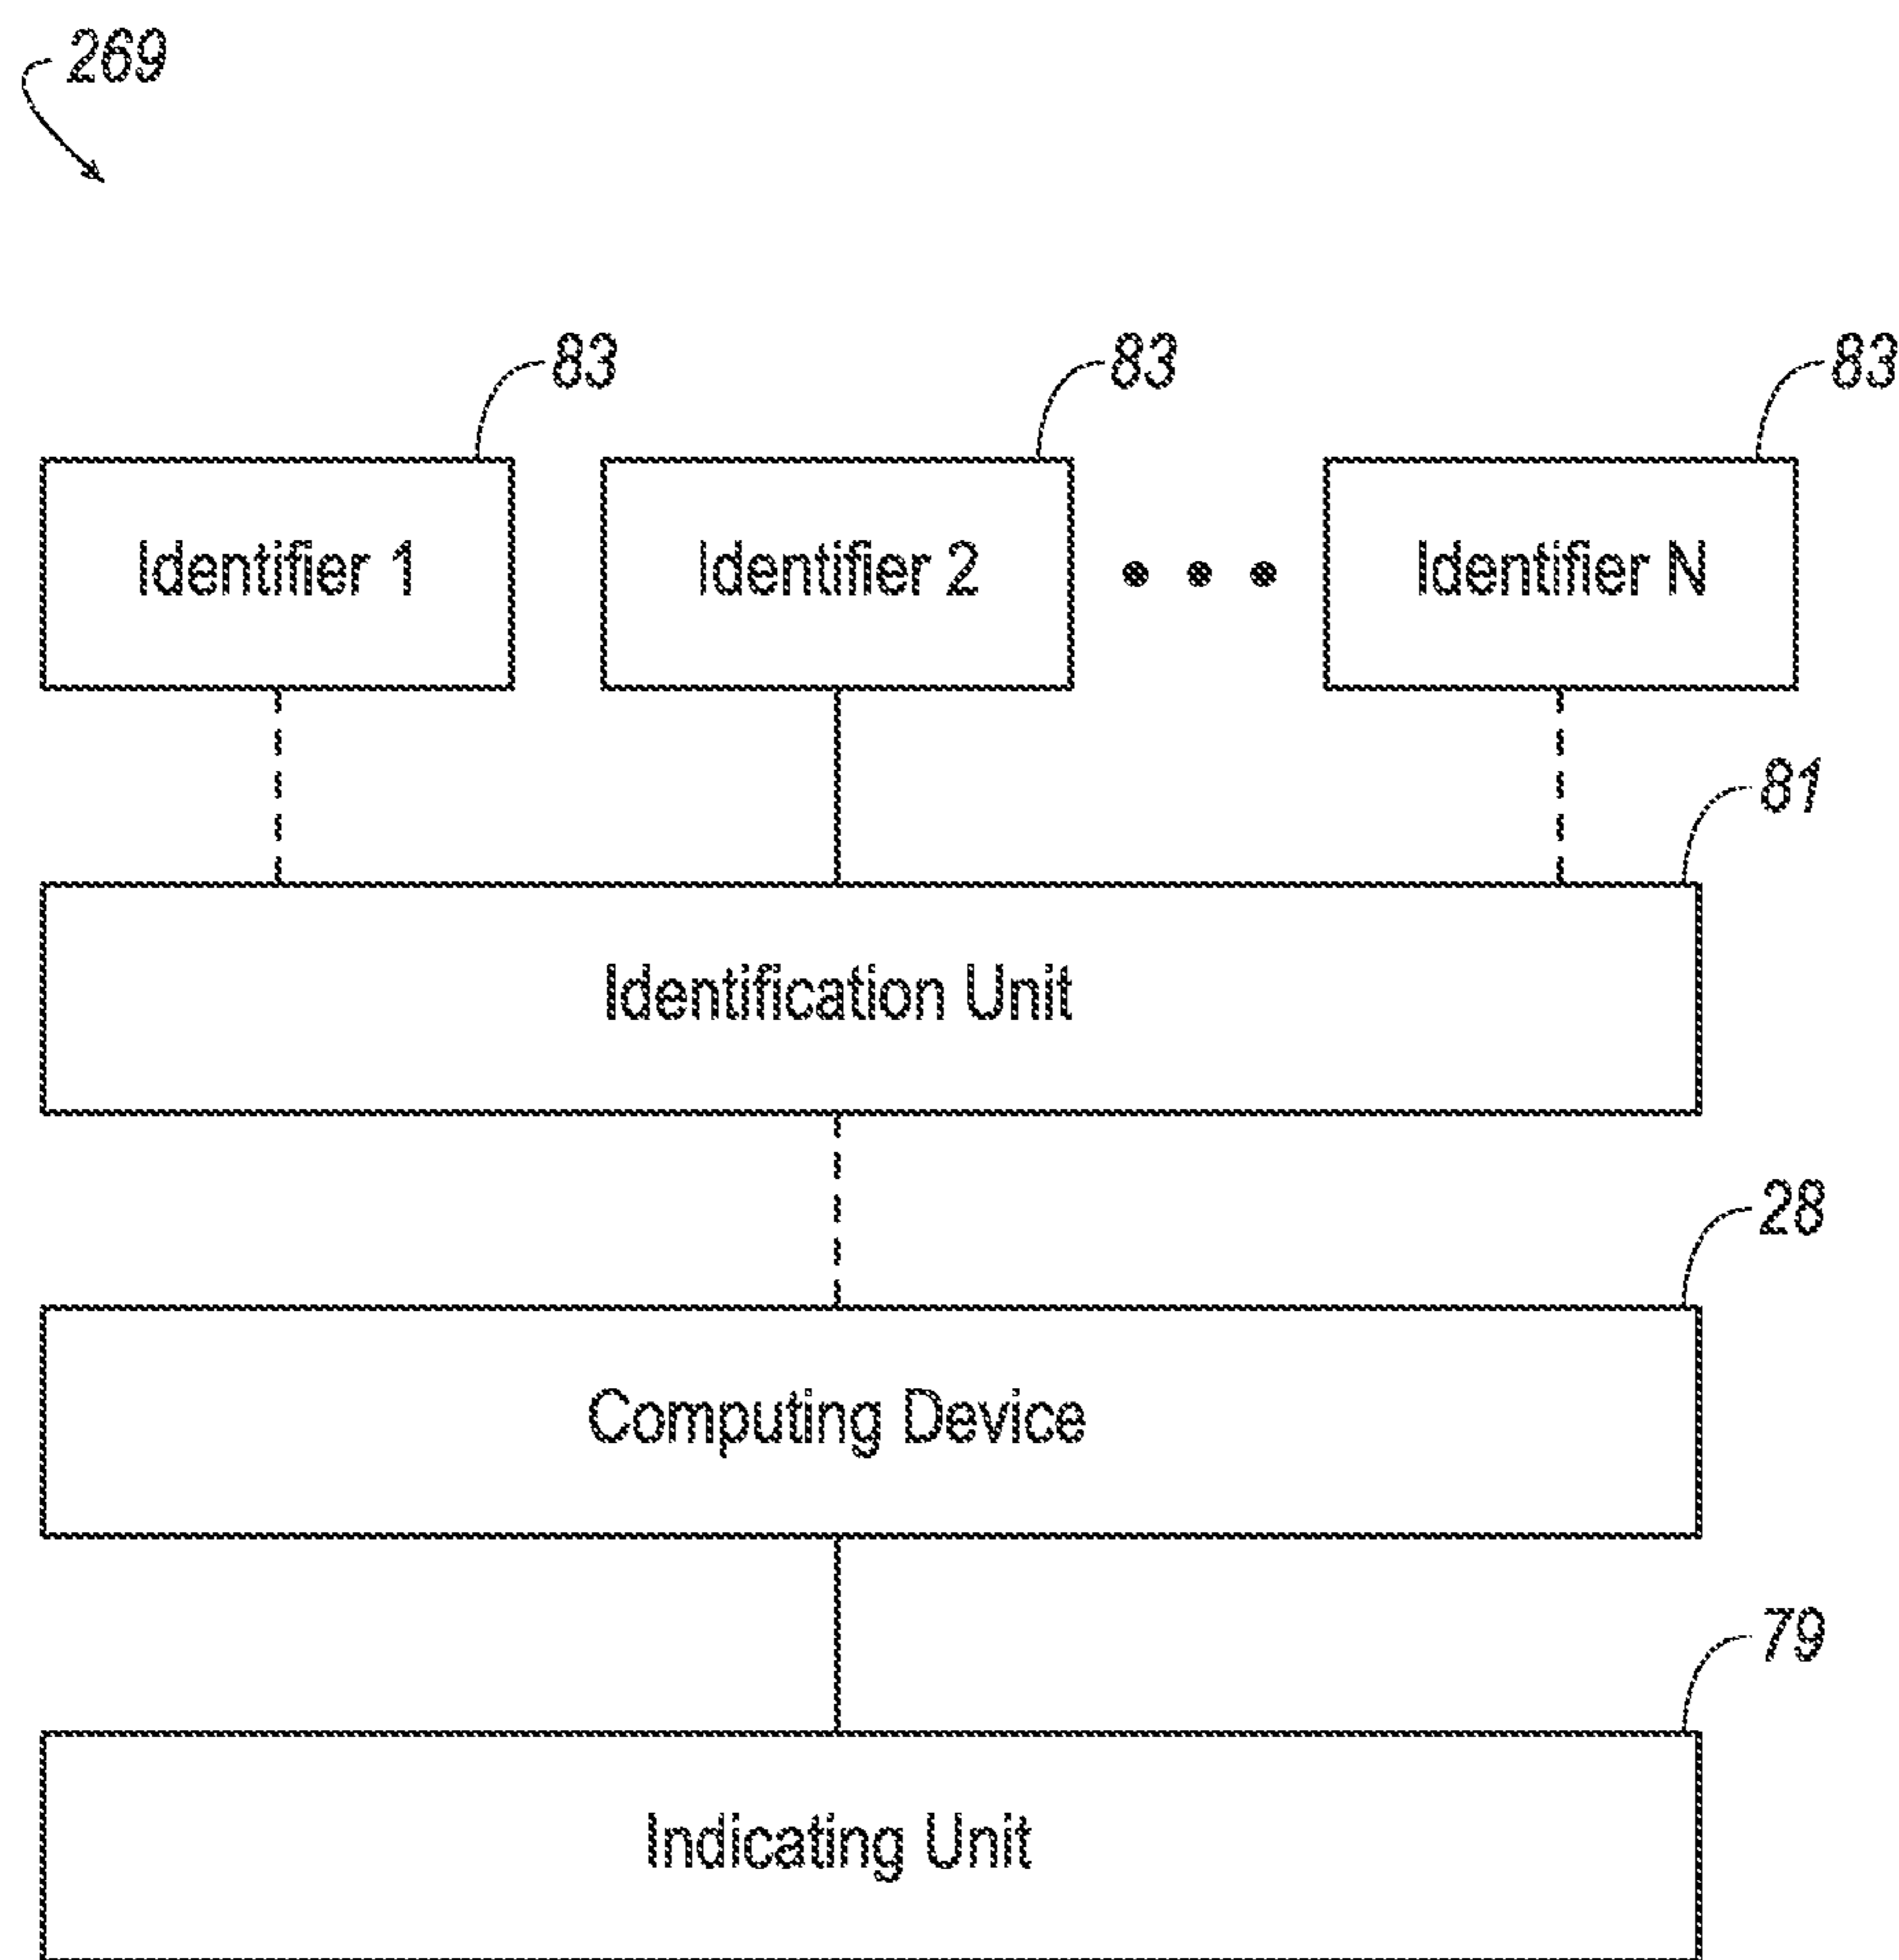 269
83 83 83
Identifier 1 Identifier 2 Identifier N
81
Identification Unit
28
Computing Device
79
Indicating Unit